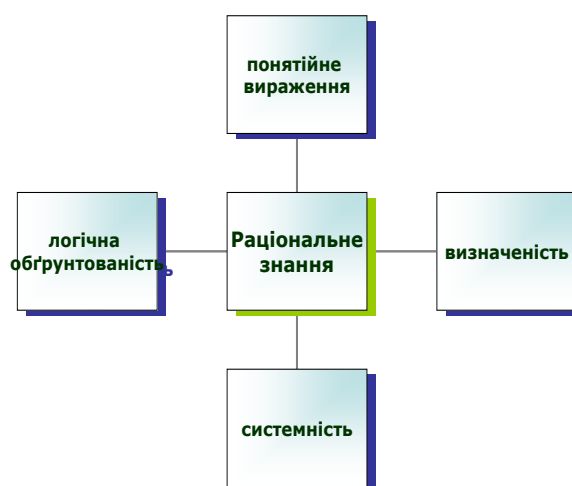 понятійне
вираження
логічна
обґрунтованість
Раціональне
знання
визначеність
системність